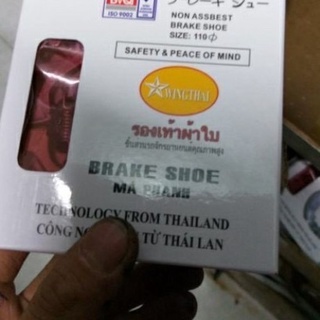 ISO 9002
ブレーキ シュー
NON ASSBEST
BRAKE SHOE
SIZE: 110 ф
SAFETY & PEACE OF MIND
WINGTHAI
รองเท้าผ้าใบ
BRAKE SHOE
MÁ PHANH
TECHNOLOGY FROM THAILAND
CÔNG TỪ THÁI LAN